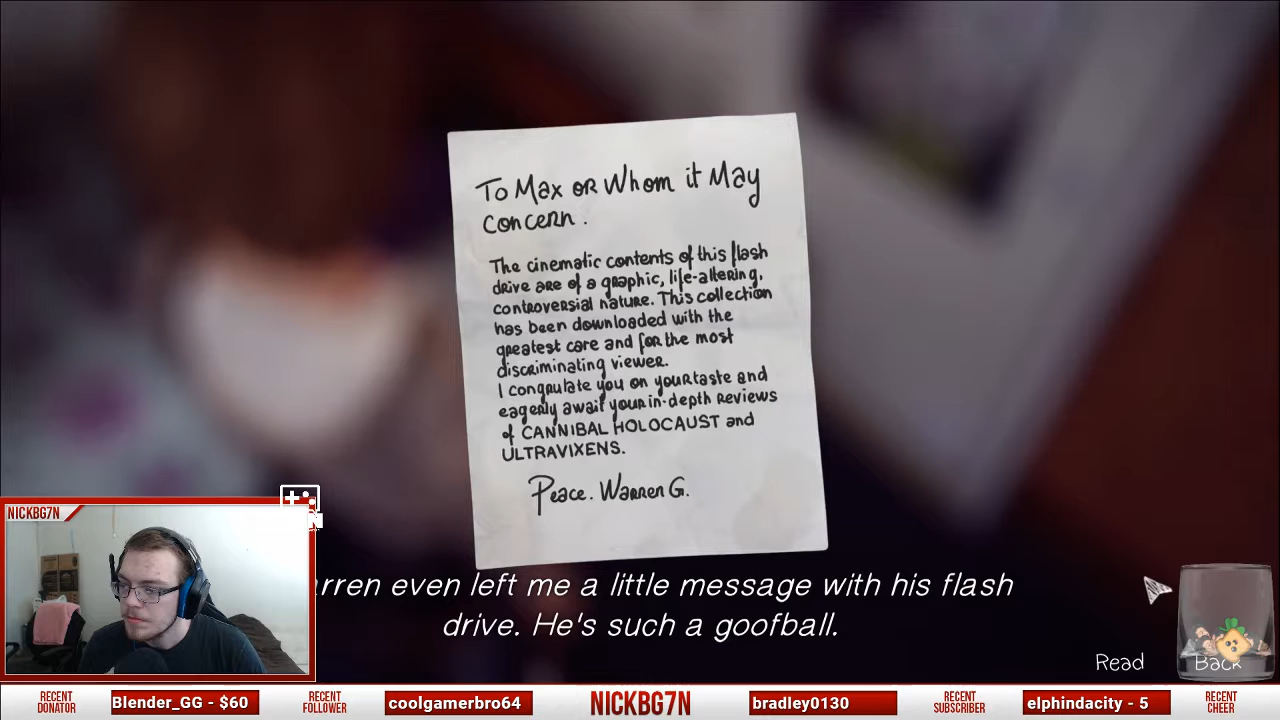 To Max or Whom it May
concern.
The cinematic contents of this flash
drive are of a graphic, life-altering,
controversial nature. This collection
has been downloaded with the
greatest care and for the most
discriminating viewer.
I congrulate you on your taste and
eagerly await your in-depth reviews
of CANNIBAL HOLOCAUST and
ULTRAVIXENS.
Peace. Warren G.
NICKBG7N
rren even left me a little message with his flash
drive. He's such a goofball.
Read
Back
RECENT DONATOR
Blender_GG - $60
RECENT FOLLOWER
coolgamerbro64
NICKBG7N
bradley0130
RECENT SUBSCRIBER
elphindacity - 5
RECENT CHEER